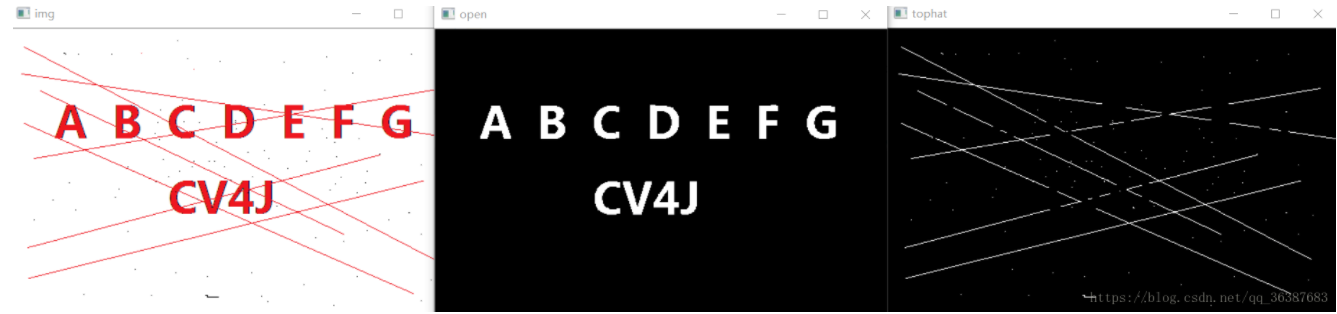 img
open
tophat
A B C D E F G
CV4J
A B C D E F G
CV4J
https://blog.csdn.net/qq_36387683